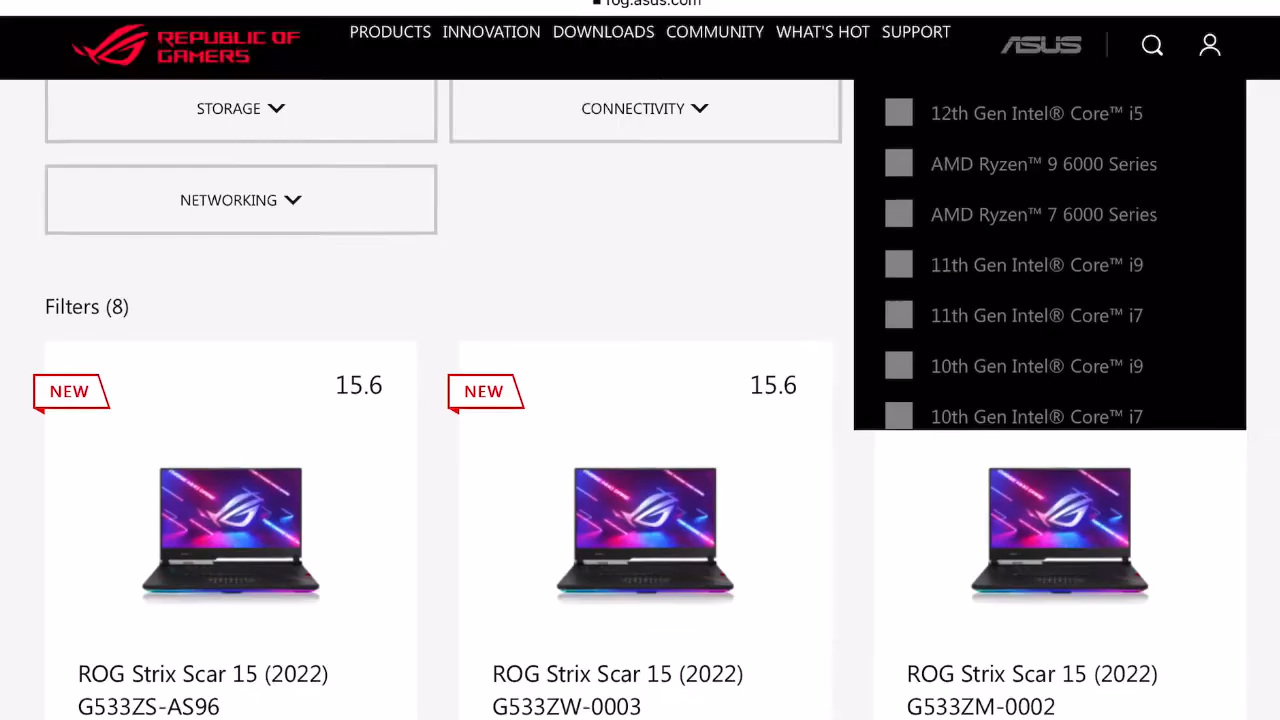 rog.asus.com
REPUBLIC OF
GAMERS
PRODUCTS INNOVATION DOWNLOADS COMMUNITY WHAT'S HOT SUPPORT
ASUS
STORAGE
CONNECTIVITY
NETWORKING
12th Gen Intel® Core™ i5
AMD Ryzen™ 9 6000 Series
AMD Ryzen™ 7 6000 Series
11th Gen Intel® Core™ i9
11th Gen Intel® Core™ i7
10th Gen Intel® Core™ i9
10th Gen Intel® Core™ i7
Filters (8)
NEW
15.6
NEW
15.6
ROG Strix Scar 15 (2022)
G533ZS-AS96
ROG Strix Scar 15 (2022)
G533ZW-0003
ROG Strix Scar 15 (2022)
G533ZM-0002